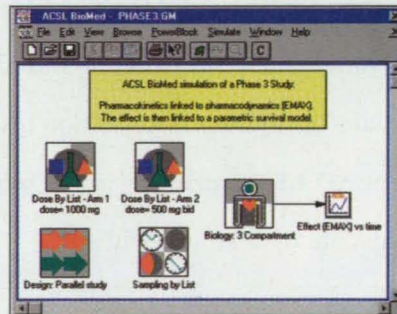 ACSL BioMed - PHASE3.GM
File Edit View Browse PowerBlock Simulate Window Help
C
ACSL BioMed simulation of a Phase 3 Study:
Pharmacokinetics linked to pharmacodynamics (EMAX).
The effect is then linked to a parametric survival model.
Dose By List - Arm 1
dose= 1000 mg
Dose By List - Arm 2
dose= 500 mg bid
Biology: 3 Compartment
Effect (EMAX) vs time
Design: Parallel study
Sampling by List